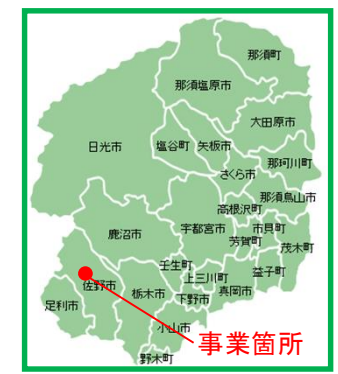 那須町
那須塩原市
大田原市
日光市
塩谷町
矢板市
那珂川町
さくら市
那須烏山市
高根沢町
宇都宮市
市貝町
鹿沼市
芳賀町
茂木町
壬生町
上三川町
益子町
真岡市
佐野市
栃木市
下野市
足利市
小山市
事業箇所
野木町